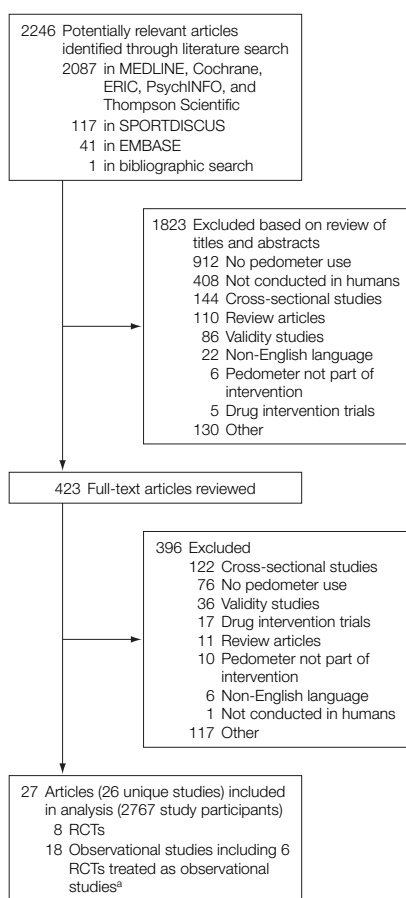 2246 Potentially relevant articles
identified through literature search
2087 in MEDLINE, Cochrane,
ERIC, PsychINFO, and
Thompson Scientific
117 in SPORTDISCUS
41 in EMBASE
1 in bibliographic search
1823 Excluded based on review of
titles and abstracts
912 No pedometer use
408 Not conducted in humans
144 Cross-sectional studies
110 Review articles
86 Validity studies
22 Non-English language
6 Pedometer not part of
intervention
5 Drug intervention trials
130 Other
423 Full-text articles reviewed
396 Excluded
122 Cross-sectional studies
76 No pedometer use
36 Validity studies
17 Drug intervention trials
11 Review articles
10 Pedometer not part of
intervention
6 Non-English language
1 Not conducted in humans
117 Other
27 Articles (26 unique studies) included
in analysis (2767 study participants)
8 RCTs
18 Observational studies including 6
RCTs treated as observational
studiesᵃ